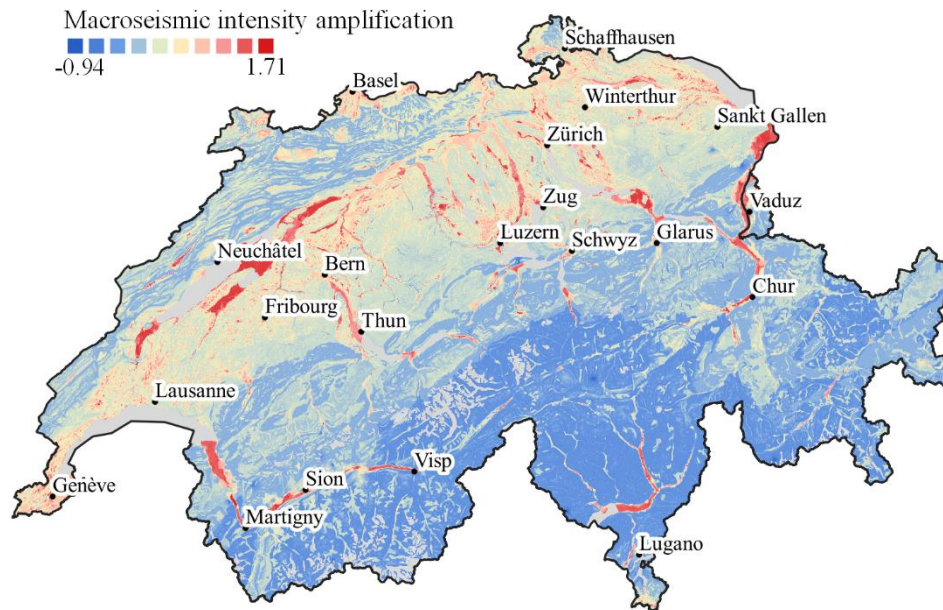 Macroseismic intensity amplification
-0.94 1.71
Schaffhausen
Basel
Winterthur
Sankt Gallen
Zürich
Zug
Vaduz
Luzern
Schwyz
Glarus
Neuchâtel
Bern
Chur
Fribourg
Thun
Lausanne
Visp
Sion
Genève
Martigny
Lugano